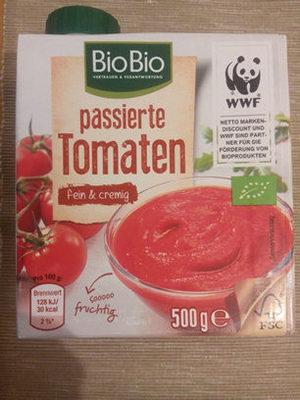 BioBio
VERTRAUEN & VERANTWORTUNG
passierte
Tomaten
fein & cremig
WWF
NETTO MARKEN-
DISCOUNT UND
WWF SIND PART-
NER FÜR DIE
FÖRDERUNG VON
BIOPRODUKTEN
Pro 100 g
Brennwert
128 kJ/
30 kcal
2 %*
sooooo
fruchtig
500 g e
FSC